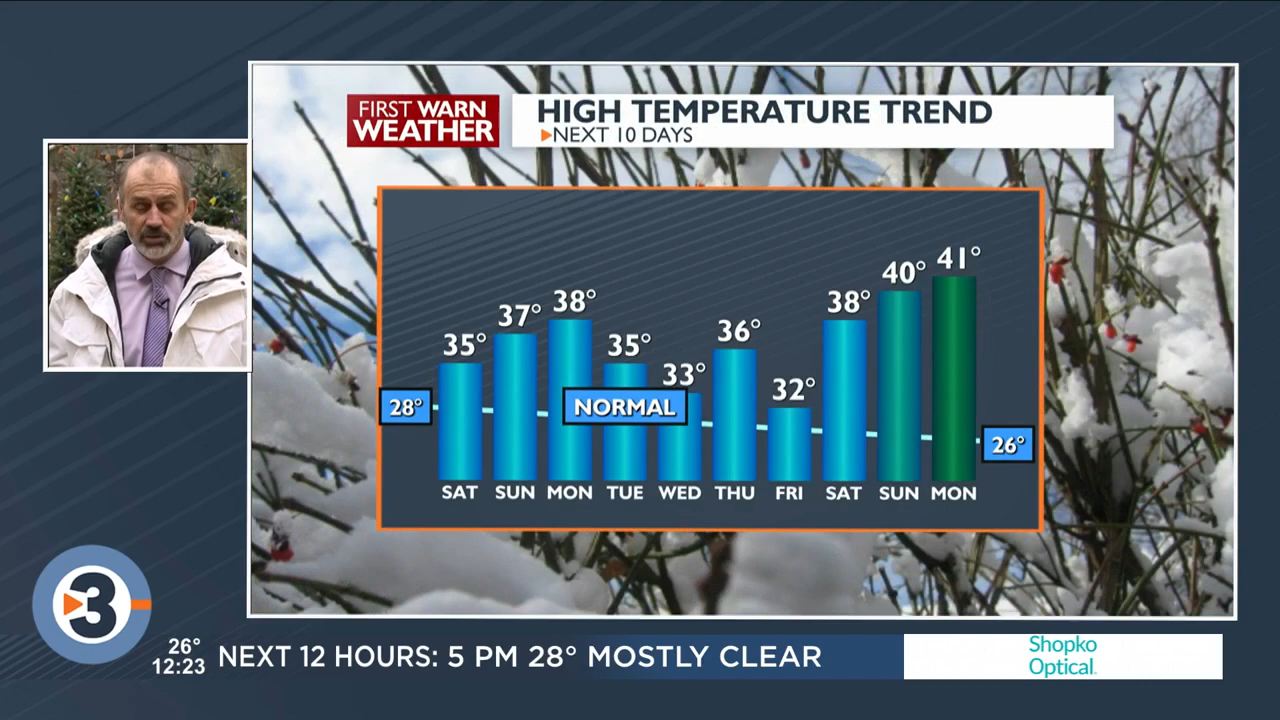 FIRST WARN
WEATHER
HIGH TEMPERATURE TREND
NEXT 10 DAYS
35° 37° 38° 35° 33° 36° 32° 38° 40° 41°
28° NORMAL 26°
SAT SUN MON TUE WED THU FRI SAT SUN MON
3
26°
12:23
NEXT 12 HOURS: 5 PM 28° MOSTLY CLEAR
Shopko
Optical.